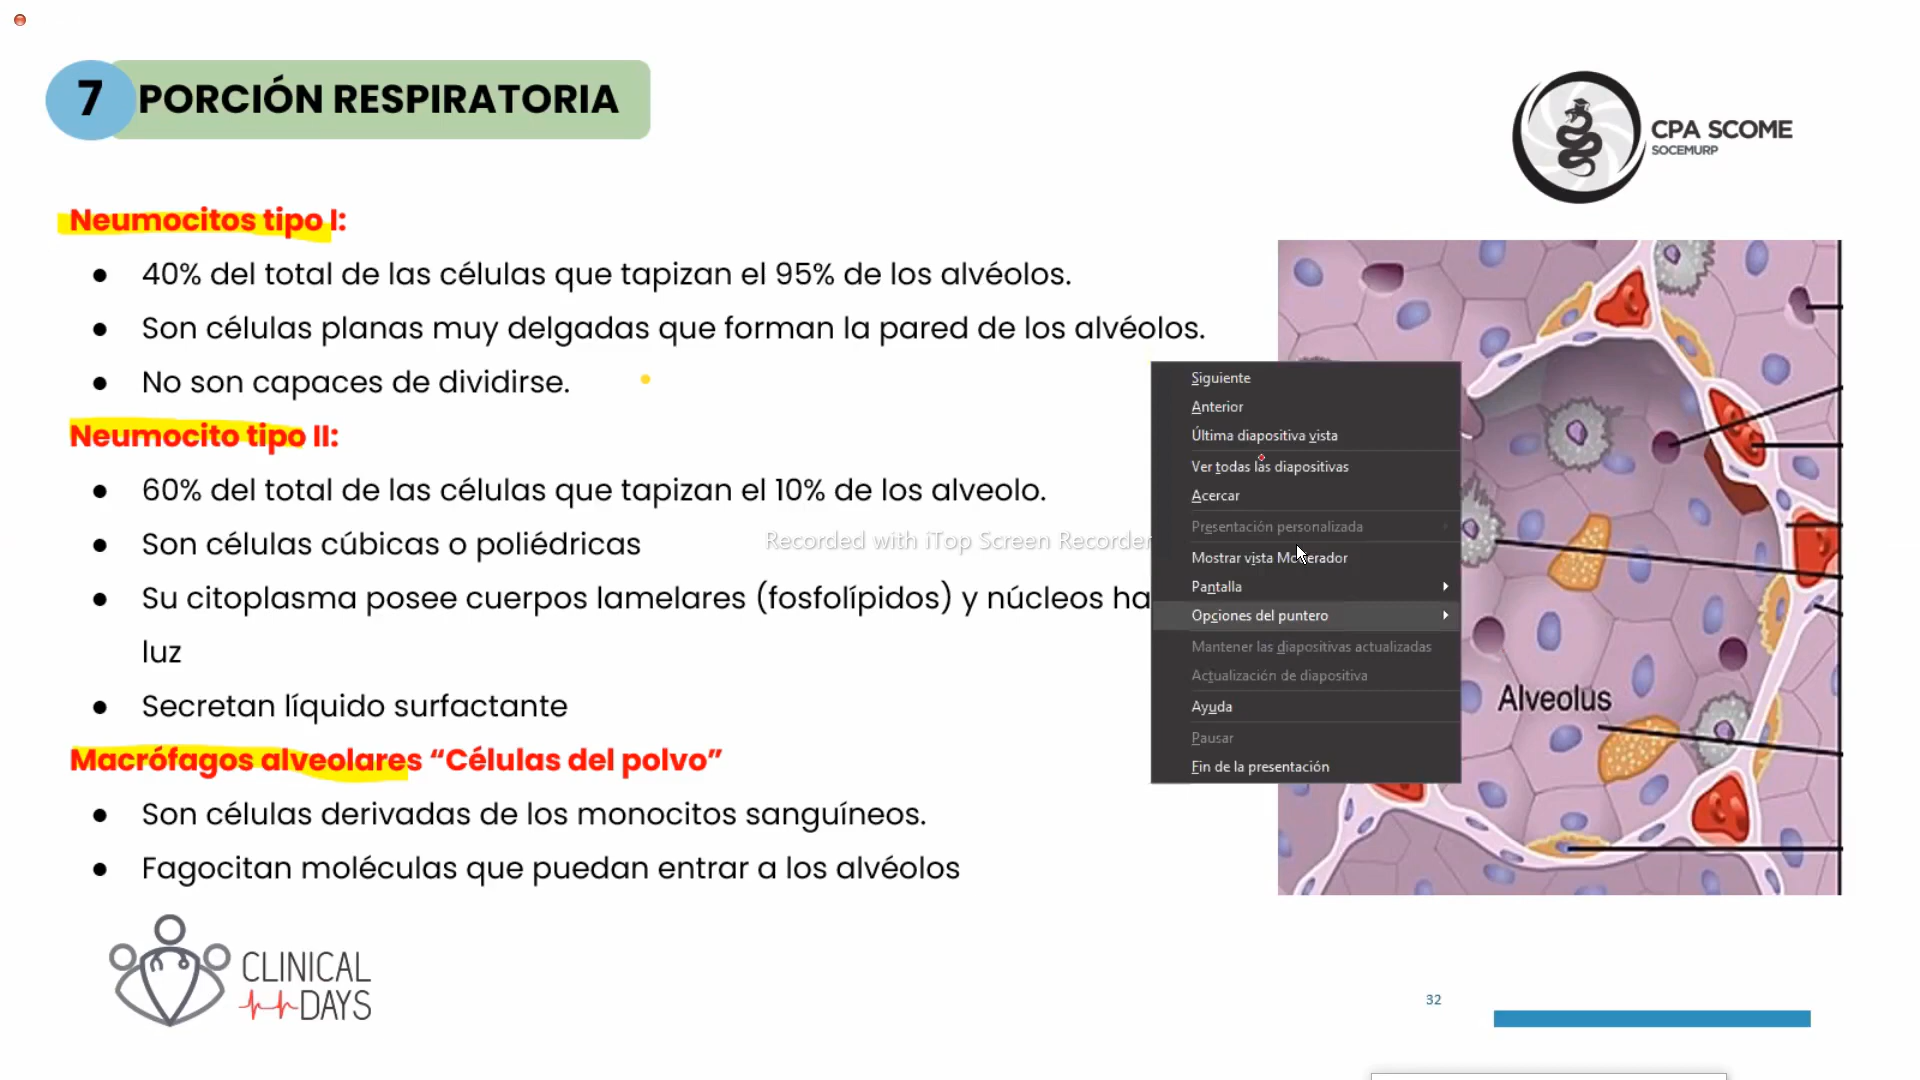 7 PORCIÓN RESPIRATORIA
CPA SCOME
SOCEMURP
Neumocitos tipo I:
● 40% del total de las células que tapizan el 95% de los alvéolos.
● Son células planas muy delgadas que forman la pared de los alvéolos.
● No son capaces de dividirse.
Neumocito tipo II:
● 60% del total de las células que tapizan el 10% de los alveolo.
● Son células cúbicas o poliédricas
● Su citoplasma posee cuerpos lamelares (fosfolípidos) y núcleos ha
luz
● Secretan líquido surfactante
Macrófagos alveolares “Células del polvo”
● Son células derivadas de los monocitos sanguíneos.
● Fagocitan moléculas que puedan entrar a los alvéolos
Recorded with iTop Screen Recorder
Siguiente
Anterior
Última diapositiva vista
Ver todas las diapositivas
Acercar
Presentación personalizada
Mostrar vista Moderador
Pantalla
Opciones del puntero
Mantener las diapositivas actualizadas
Actualización de diapositiva
Ayuda
Pausar
Fin de la presentación
Alveolus
CLINICAL
DAYS
32